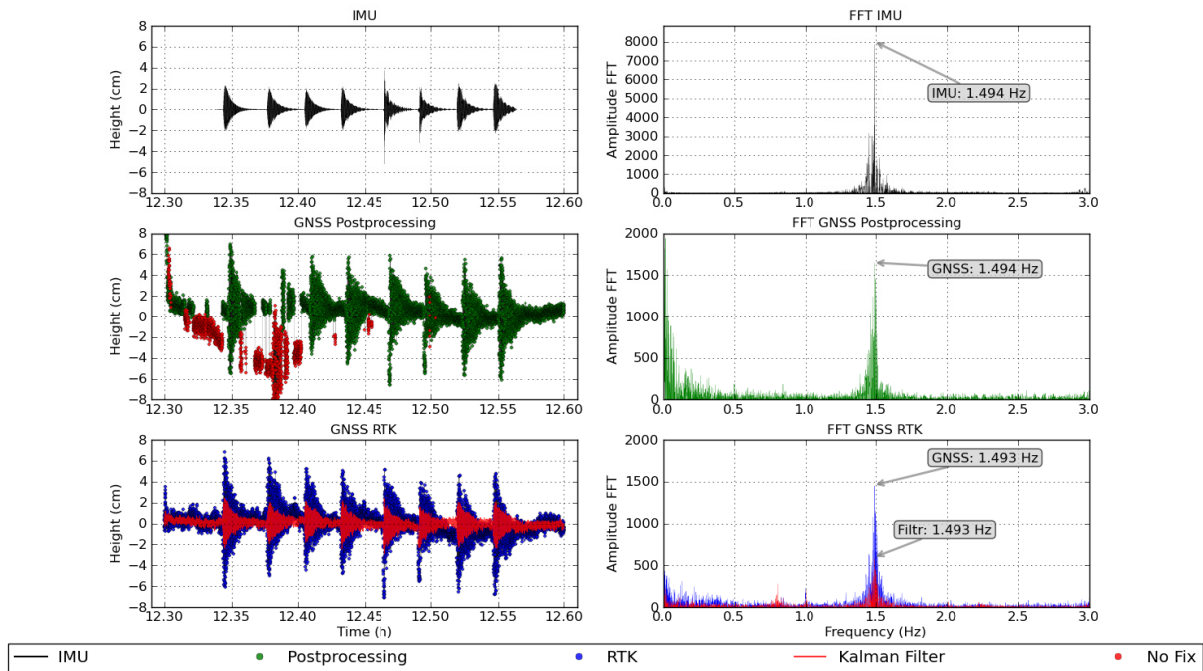 IMU
FFT IMU
Height (cm)
8
6
4
2
0
−2
−4
−6
−8
12.30 12.35 12.40 12.45 12.50 12.55 12.60
Amplitude FFT
8000
7000
6000
5000
4000
3000
2000
1000
0
IMU: 1.494 Hz
0.0 0.5 1.0 1.5 2.0 2.5 3.0
GNSS Postprocessing
FFT GNSS Postprocessing
Height (cm)
8
6
4
2
0
−2
−4
−6
−8
12.30 12.35 12.40 12.45 12.50 12.55 12.60
Amplitude FFT
2000
1500
1000
500
0
GNSS: 1.494 Hz
0.0 0.5 1.0 1.5 2.0 2.5 3.0
GNSS RTK
FFT GNSS RTK
Height (cm)
8
6
4
2
0
−2
−4
−6
−8
12.30 12.35 12.40 12.45 12.50 12.55 12.60
Time (h)
Amplitude FFT
2000
1500
1000
500
0
GNSS: 1.493 Hz
Filtr: 1.493 Hz
0.0 0.5 1.0 1.5 2.0 2.5 3.0
Frequency (Hz)
IMU Postprocessing RTK Kalman Filter No Fix